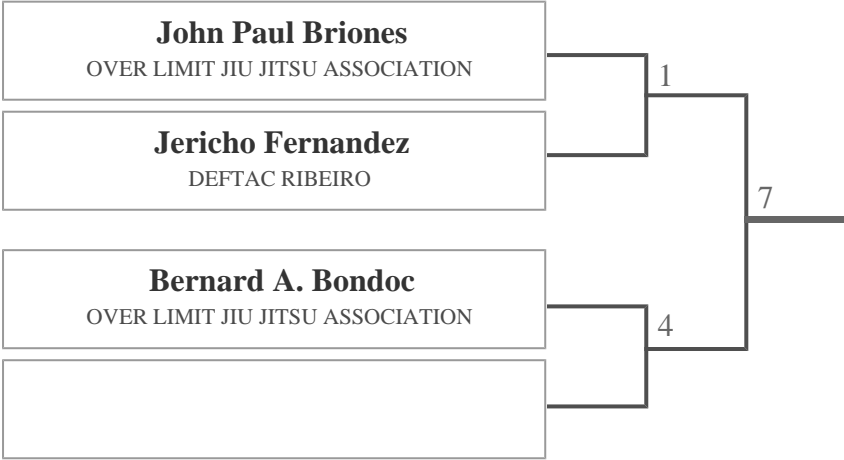 John Paul Briones
OVER LIMIT JIU JITSU ASSOCIATION
1
Jericho Fernandez
DEFTAC RIBEIRO
7
Bernard A. Bondoc
OVER LIMIT JIU JITSU ASSOCIATION
4